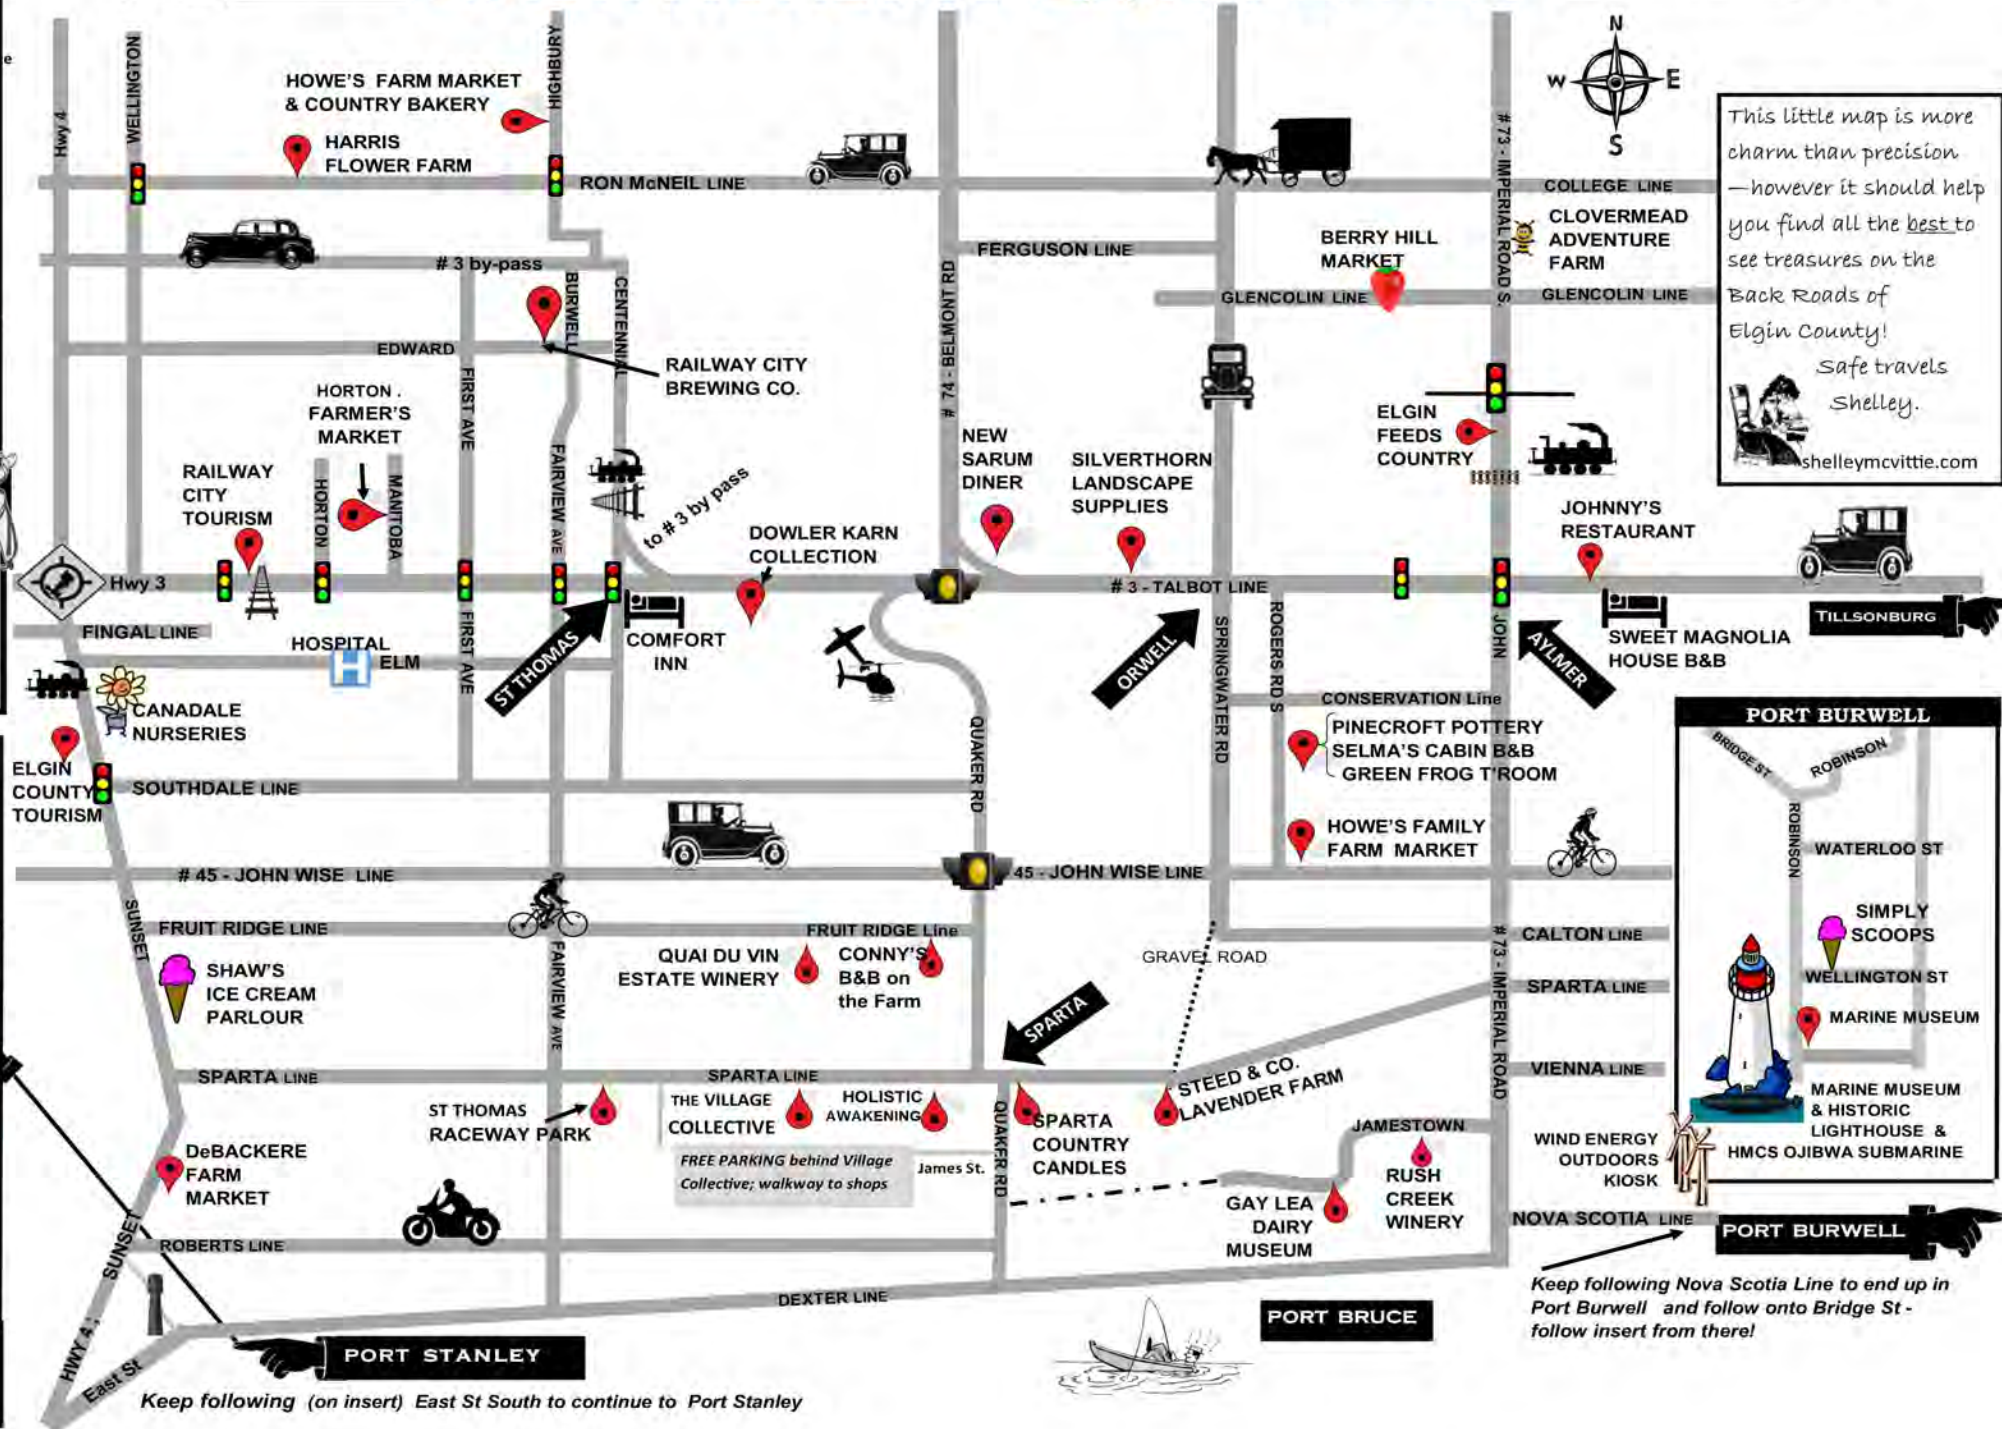 e
Hwy 4
WELLINGTON
HOWE'S FARM MARKET
& COUNTRY BAKERY
HIGHBURY
HARRIS
FLOWER FARM
RON McNEIL LINE
# 73 - IMPERIAL ROAD S.
COLLEGE LINE
N
W
E
S
This little map is more
charm than precision
—however it should help
you find all the best to
see treasures on the
Back Roads of
Elgin County!
Safe travels
Shelley.
shelleymcvittie.com
# 3 by-pass
BURWELL
CENTENNIAL
FERGUSON LINE
# 74 - BELMONT RD
BERRY HILL
MARKET
CLOVERMEAD
ADVENTURE
FARM
GLENCOLIN LINE
GLENCOLIN LINE
EDWARD
RAILWAY CITY
BREWING CO.
HORTON .
FARMER'S
MARKET
FIRST AVE
RAILWAY
CITY
TOURISM
HORTON
MANITOBA
FAIRVIEW AVE
to # 3 by pass
DOWLER KARN
COLLECTION
NEW
SARUM
DINER
SILVERTHORN
LANDSCAPE
SUPPLIES
ELGIN
FEEDS
COUNTRY
JOHNNY'S
RESTAURANT
Hwy 3
# 3 - TALBOT LINE
TILLSONBURG
FINGAL LINE
HOSPITAL
H
ELM
FIRST AVE
ST THOMAS
COMFORT
INN
ORWELL
SPRINGWATER RD
ROGERS RD S
JOHN
AYLMER
SWEET MAGNOLIA
HOUSE B&B
CANADALE
NURSERIES
ELGIN
COUNTY
TOURISM
SOUTHDALE LINE
QUAKER RD
CONSERVATION Line
PINECROFT POTTERY
SELMA'S CABIN B&B
GREEN FROG T'ROOM
HOWE'S FAMILY
FARM MARKET
PORT BURWELL
BRIDGE ST
ROBINSON
ROBINSON
WATERLOO ST
SIMPLY
SCOOPS
WELLINGTON ST
MARINE MUSEUM
MARINE MUSEUM
& HISTORIC
LIGHTHOUSE &
HMCS OJIBWA SUBMARINE
# 45 - JOHN WISE LINE
45 - JOHN WISE LINE
SUNSET
FRUIT RIDGE LINE
FRUIT RIDGE Line
CALTON LINE
SHAW'S
ICE CREAM
PARLOUR
FAIRVIEW AVE
QUAI DU VIN
ESTATE WINERY
CONNY'S
B&B on
the Farm
GRAVEL ROAD
SPARTA
# 73 - IMPERIAL ROAD
SPARTA LINE
VIENNA LINE
SPARTA LINE
SPARTA LINE
ST THOMAS
RACEWAY PARK
THE VILLAGE
COLLECTIVE
HOLISTIC
AWAKENING
QUAKER RD
SPARTA
COUNTRY
CANDLES
STEED & CO.
LAVENDER FARM
FREE PARKING behind Village
Collective; walkway to shops
James St.
JAMESTOWN
RUSH
CREEK
WINERY
GAY LEA
DAIRY
MUSEUM
WIND ENERGY
OUTDOORS
KIOSK
DeBACKERE
FARM
MARKET
SUNSET
ROBERTS LINE
NOVA SCOTIA LINE
PORT BURWELL
Keep following Nova Scotia Line to end up in
Port Burwell and follow onto Bridge St -
follow insert from there!
DEXTER LINE
PORT BRUCE
HWY 4 :
East St
PORT STANLEY
Keep following (on insert) East St South to continue to Port Stanley